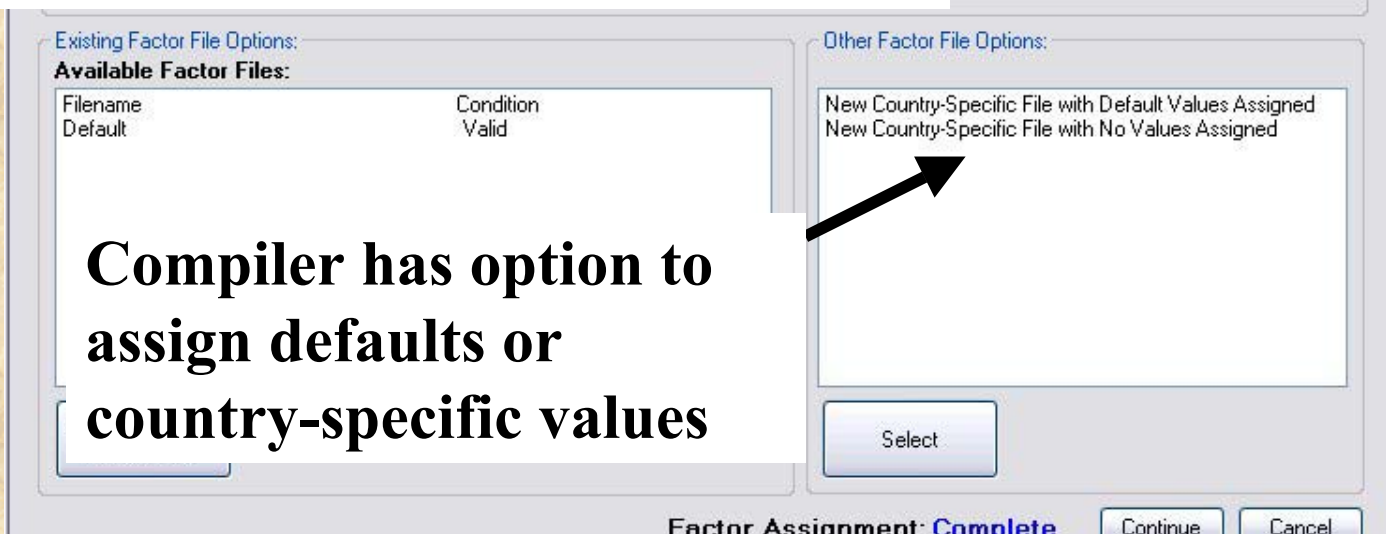 Existing Factor File Options:
Available Factor Files:
Filename Condition
Default Valid
Other Factor File Options:
New Country-Specific File with Default Values Assigned
New Country-Specific File with No Values Assigned
Compiler has option to
assign defaults or
country-specific values
Select
Factor Assignment: Complete
Continue Cancel